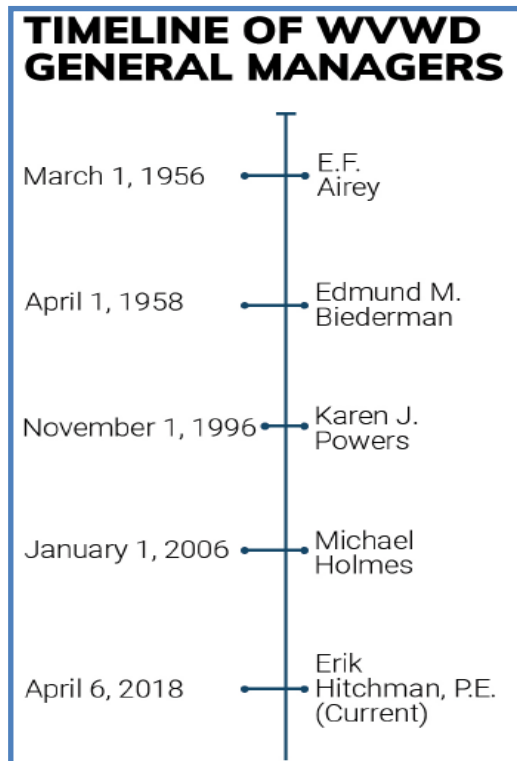 TIMELINE OF WVWD
GENERAL MANAGERS
March 1, 1956
E.F.
Airey
April 1, 1958
Edmund M.
Biederman
November 1, 1996
Karen J.
Powers
January 1, 2006
Michael
Holmes
April 6, 2018
Erik
Hitchman, P.E.
(Current)